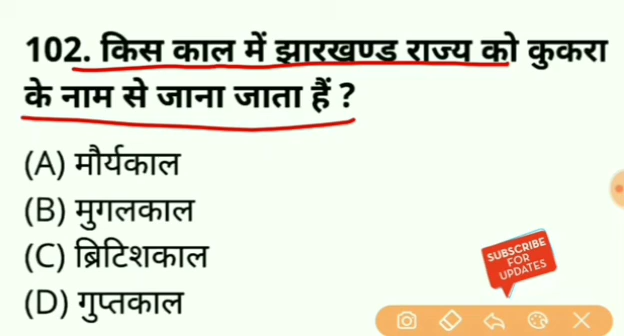 102. किस काल में झारखण्ड राज्य को कुकरा
के नाम से जाना जाता हैं ?
(A) मौर्यकाल
(B) मुगलकाल
(C) ब्रिटिशकाल
(D) गुप्तकाल
SUBSCRIBE
FOR
UPDATES